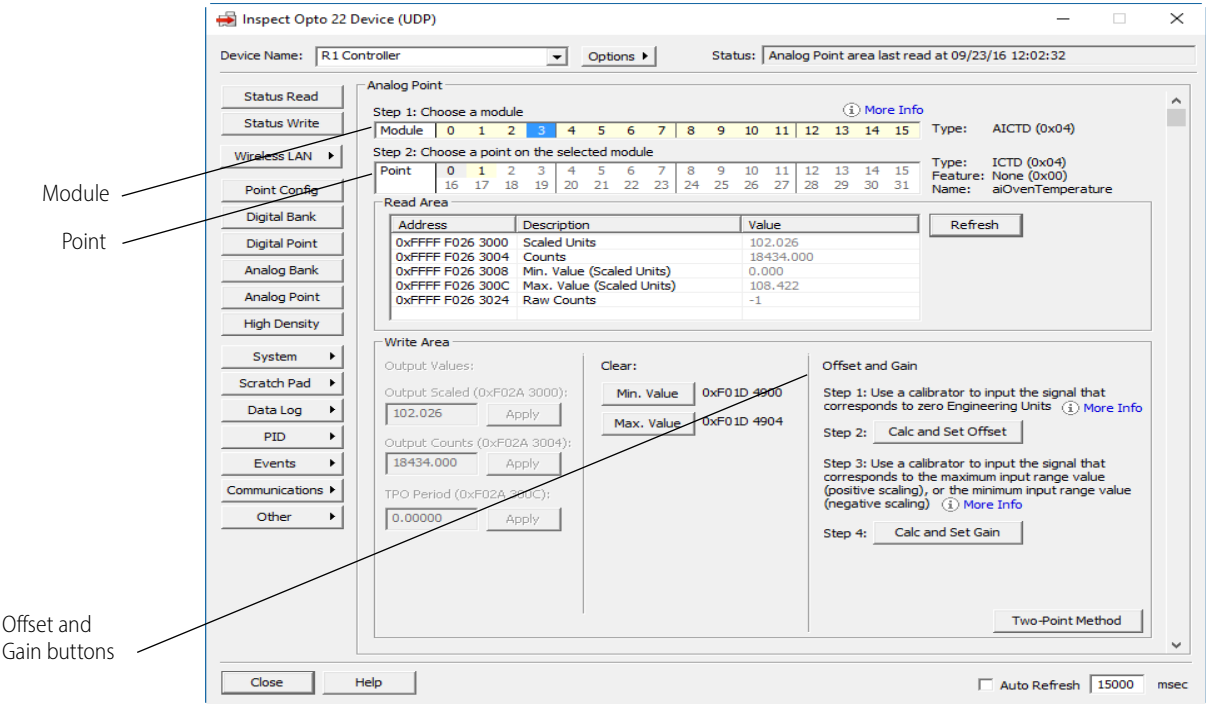 Inspect Opto 22 Device (UDP)
Device Name: R1 Controller Options Status: Analog Point area last read at 09/23/16 12:02:32
Status Read
Status Write
Wireless LAN
Point Config
Digital Bank
Digital Point
Analog Bank
Analog Point
High Density
System
Scratch Pad
Data Log
PID
Events
Communications
Other
Module
Point
Offset and
Gain buttons
Analog Point
Step 1: Choose a module More Info
Module 0 1 2 3 4 5 6 7 8 9 10 11 12 13 14 15 Type: AICTD (0x04)
Step 2: Choose a point on the selected module
Point 0 1 2 3 4 5 6 7 8 9 10 11 12 13 14 15
16 17 18 19 20 21 22 23 24 25 26 27 28 29 30 31
Type: ICTD (0x04)
Feature: None (0x00)
Name: aiOvenTemperature
Read Area
Address Description Value
0xFFFF F026 3000 Scaled Units 102.026
0xFFFF F026 3004 Counts 18434.000
0xFFFF F026 3008 Min. Value (Scaled Units) 0.000
0xFFFF F026 300C Max. Value (Scaled Units) 108.422
0xFFFF F026 3024 Raw Counts -1
Refresh
Write Area
Output Values:
Output Scaled (0xF02A 3000):
102.026 Apply
Output Counts (0xF02A 3004):
18434.000 Apply
TPO Period (0xF02A 300C):
0.00000 Apply
Clear:
Min. Value 0xF01D 4900
Max. Value 0xF01D 4904
Offset and Gain
Step 1: Use a calibrator to input the signal that
corresponds to zero Engineering Units More Info
Step 2: Calc and Set Offset
Step 3: Use a calibrator to input the signal that
corresponds to the maximum input range value
(positive scaling), or the minimum input range value
(negative scaling) More Info
Step 4: Calc and Set Gain
Two-Point Method
Close Help Auto Refresh 15000 msec